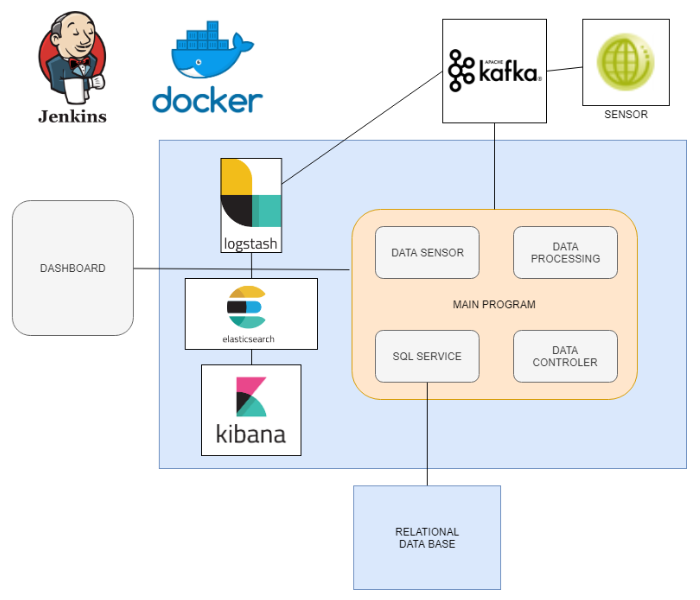 Jenkins
docker
APACHE
kafka
SENSOR
logstash
DASHBOARD
DATA SENSOR
DATA
PROCESSING
MAIN PROGRAM
elasticsearch
SQL SERVICE
DATA
CONTROLER
kibana
RELATIONAL
DATA BASE